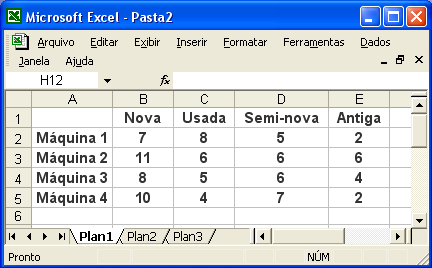 Microsoft Excel - Pasta2
Arquivo Editar Exibir Inserir Formatar Ferramentas Dados
Janela Ajuda
H12 fx
A B C D E
1 Nova Usada Semi-nova Antiga
2 Máquina 1 7 8 5 2
3 Máquina 2 11 6 6 6
4 Máquina 3 8 5 6 4
5 Máquina 4 10 4 7 2
6
Plan1 Plan2 Plan3
Pronto NÚM